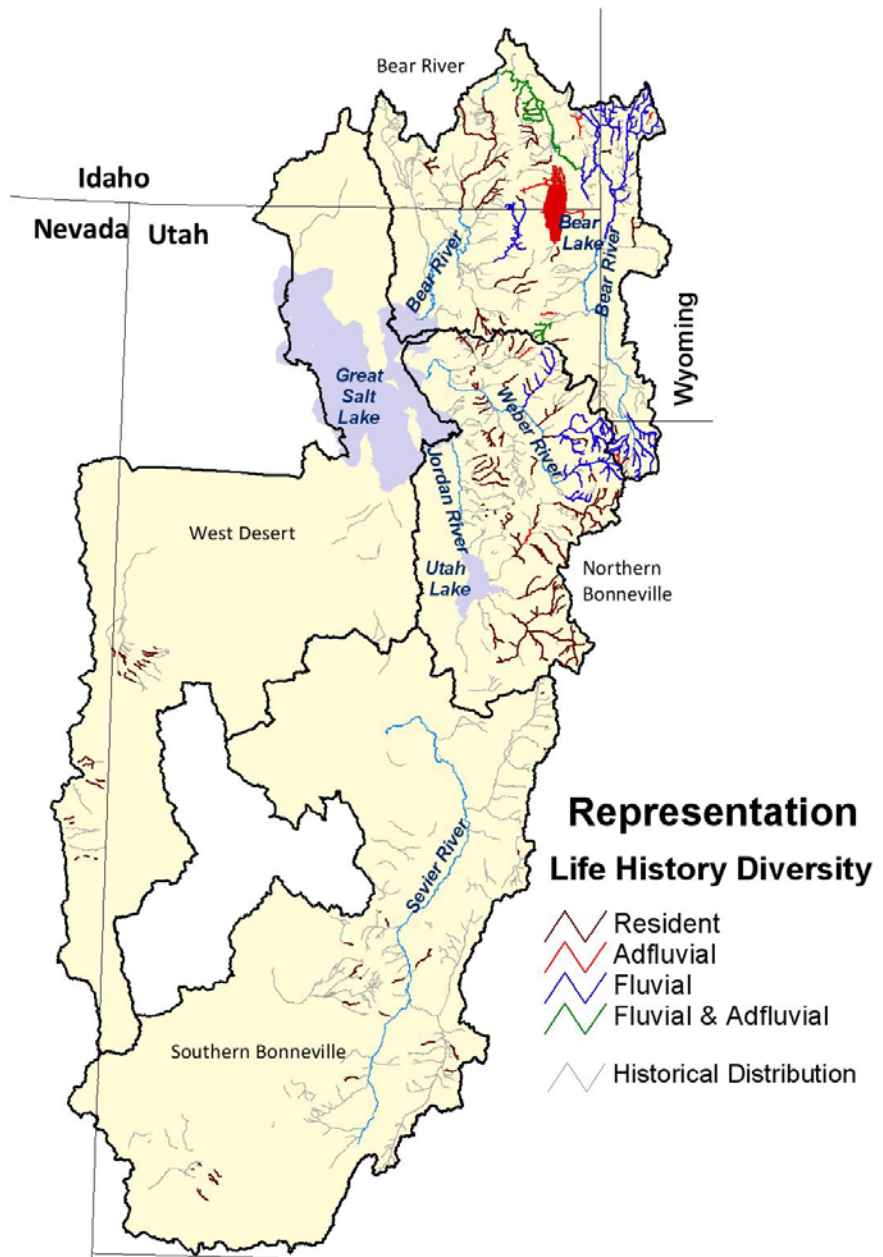 Bear River
Idaho
Nevada
Utah
Bear
Lake
Bear River
Bear River
Wyoming
Great
Salt
Lake
Weber River
Jordan River
West Desert
Utah
Lake
Northern
Bonneville
Sevier River
Southern Bonneville
Representation
Life History Diversity
Resident
Adfluvial
Fluvial
Fluvial & Adfluvial
Historical Distribution